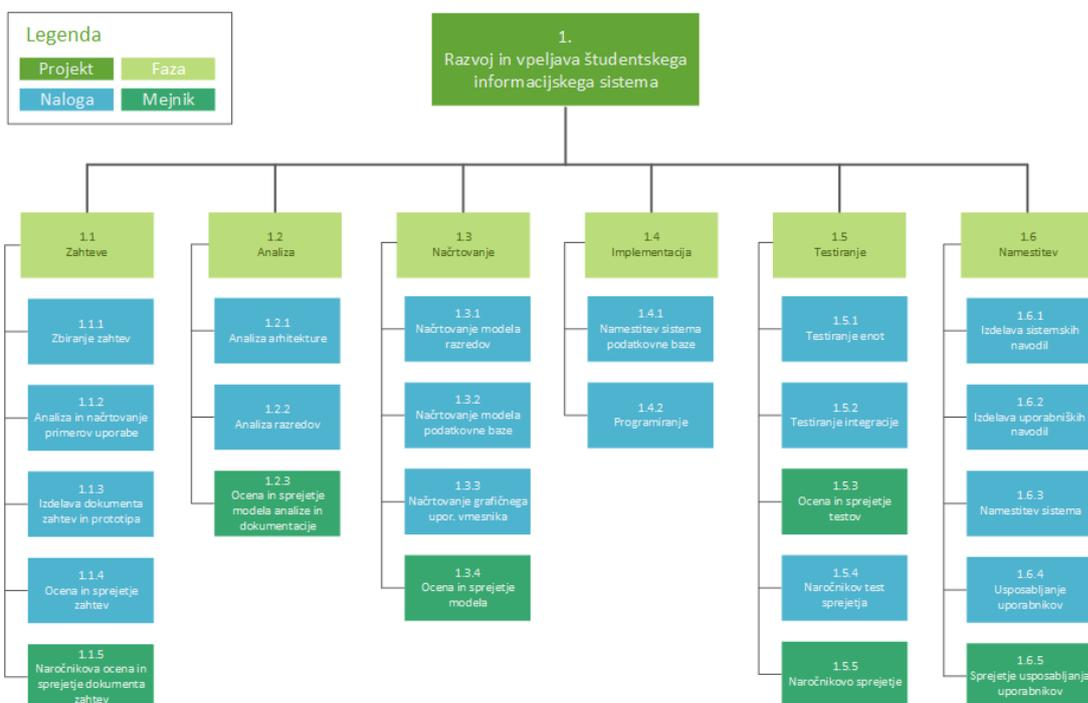 Legenda
Projekt
Faza
Naloga
Mejnik
1.
Razvoj in vpeljava študentskega
informacijskega sistema
1.1
Zahteve
1.1.1
Zbiranje zahtev
1.1.2
Analiza in načrtovanje
primerov uporabe
1.1.3
Izdelava dokumenta
zahtev in prototipa
1.1.4
Ocena in sprejetje
zahtev
1.1.5
Naročnikova ocena in
sprejetje dokumenta
zahtev
1.2
Analiza
1.2.1
Analiza arhitekture
1.2.2
Analiza razredov
1.2.3
Ocena in sprejetje
modela analize in
dokumentacije
1.3
Načrtovanje
1.3.1
Načrtovanje modela
razredov
1.3.2
Načrtovanje modela
podatkovne baze
1.3.3
Načrtovanje grafičnega
upor. vmesnika
1.3.4
Ocena in sprejetje
modela
1.4
Implementacija
1.4.1
Namestitev sistema
podatkovne baze
1.4.2
Programiranje
1.5
Testiranje
1.5.1
Testiranje enot
1.5.2
Testiranje integracije
1.5.3
Ocena in sprejetje
testov
1.5.4
Naročnikov test
sprejetja
1.5.5
Naročnikovo sprejetje
1.6
Namestitev
1.6.1
Izdelava sistemskih
navodil
1.6.2
Izdelava uporabniških
navodil
1.6.3
Namestitev sistema
1.6.4
Usposabljanje
uporabnikov
1.6.5
Sprejetje usposabljanja
uporabnikov